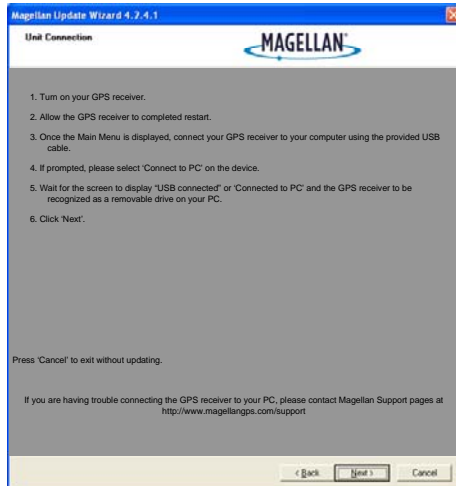 Magellan Update Wizard 4.2.4.1
Unit Connection
MAGELLAN
1. Turn on your GPS receiver.
2. Allow the GPS receiver to completed restart.
3. Once the Main Menu is displayed, connect your GPS receiver to your computer using the provided USB
cable.
4. If prompted, please select 'Connect to PC' on the device.
5. Wait for the screen to display "USB connected" or 'Connected to PC' and the GPS receiver to be
recognized as a removable drive on your PC.
6. Click 'Next'.
Press 'Cancel' to exit without updating.
If you are having trouble connecting the GPS receiver to your PC, please contact Magellan Support pages at
http://www.magellangps.com/support
< Back Next > Cancel